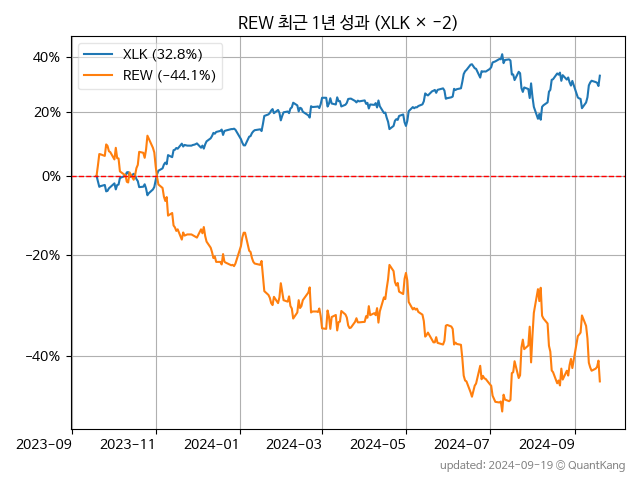 REW 최근 1년 성과 (XLK × −2)
XLK (32.8%)
REW (−44.1%)
40%
20%
0%
−20%
−40%
2023-09 2023-11 2024-01 2024-03 2024-05 2024-07 2024-09
updated: 2024-09-19 @ QuantKang